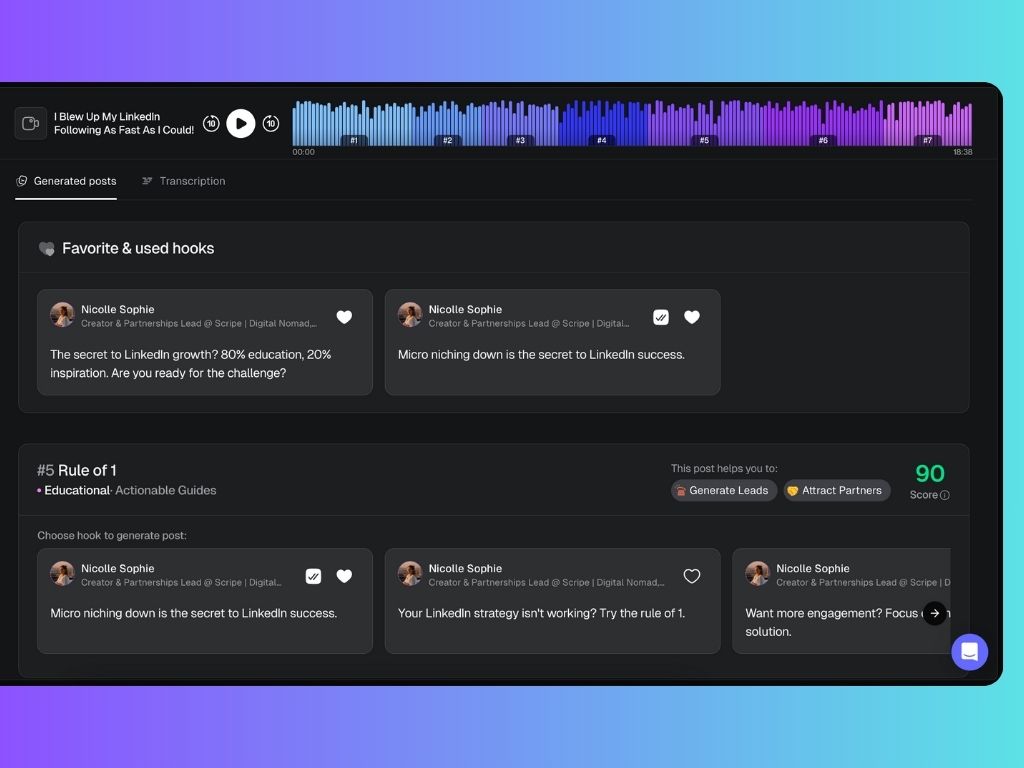 I Blew Up My LinkedIn
Following As Fast As I Could!
10
10
#1
#2
#3
#4
#5
#6
#7
00:00
18:38
Generated posts
Transcription
Favorite & used hooks
Nicolle Sophie
Creator & Partnerships Lead @ Scripe | Digital Nomad,...
The secret to LinkedIn growth? 80% education, 20%
inspiration. Are you ready for the challenge?
Nicolle Sophie
Creator & Partnerships Lead @ Scripe | Digital...
Micro niching down is the secret to LinkedIn success.
#5 Rule of 1
• Educational · Actionable Guides
This post helps you to:
Generate Leads
Attract Partners
90
Score
Choose hook to generate post:
Nicolle Sophie
Creator & Partnerships Lead @ Scripe | Digital...
Micro niching down is the secret to LinkedIn success.
Nicolle Sophie
Creator & Partnerships Lead @ Scripe | Digital Nomad,...
Your LinkedIn strategy isn't working? Try the rule of 1.
Nicolle Sophie
Creator & Partnerships Lead @ Scripe | D
Want more engagement? Focus
solution.